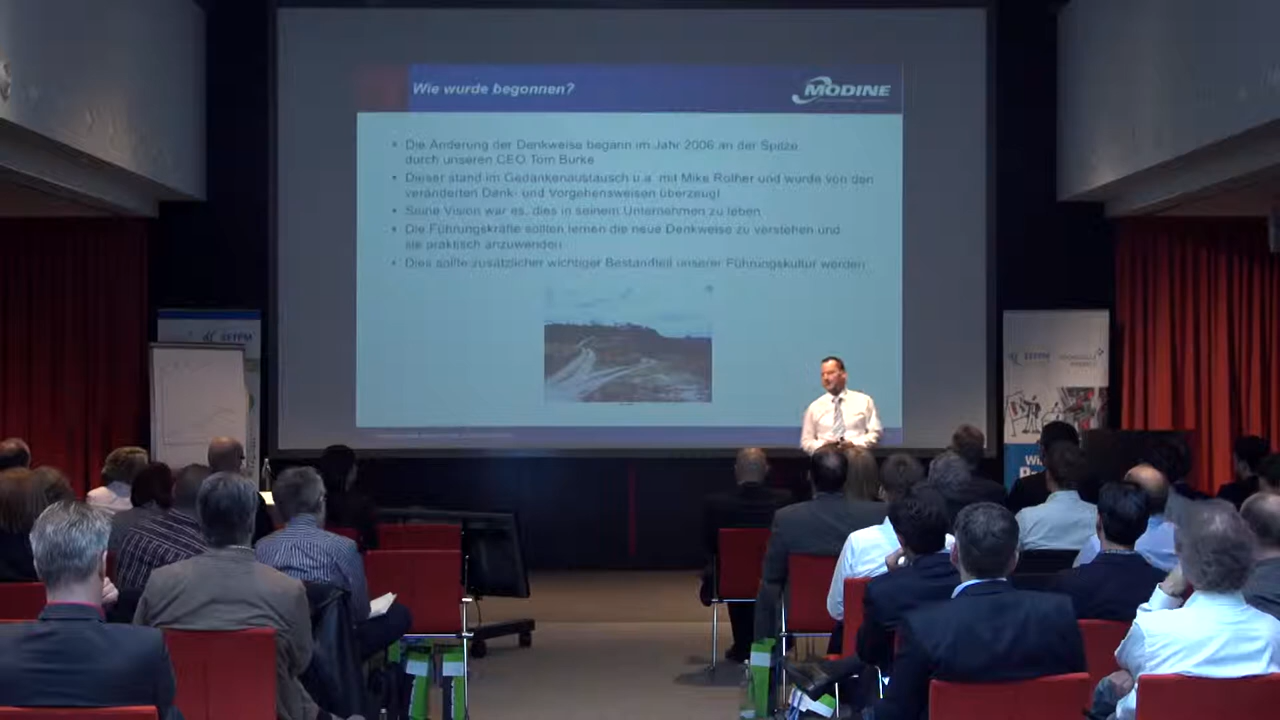 Wie wurde begonnen?
MODINE
• Die Änderung der Denkweise begann im Jahr 2006 an der Spitze
durch unseren CEO Tom Burke
• Dieser stand im Gedankenaustausch u.a. mit Mike Rother und wurde von den
veränderten Denk- und Vorgehensweisen überzeugt
• Seine Vision war es, dies in seinem Unternehmen zu leben
• Die Führungskräfte sollten lernen die neue Denkweise zu verstehen und
sie praktisch anzuwenden
• Dies sollte zusätzlicher wichtiger Bestandteil unserer Führungskultur werden